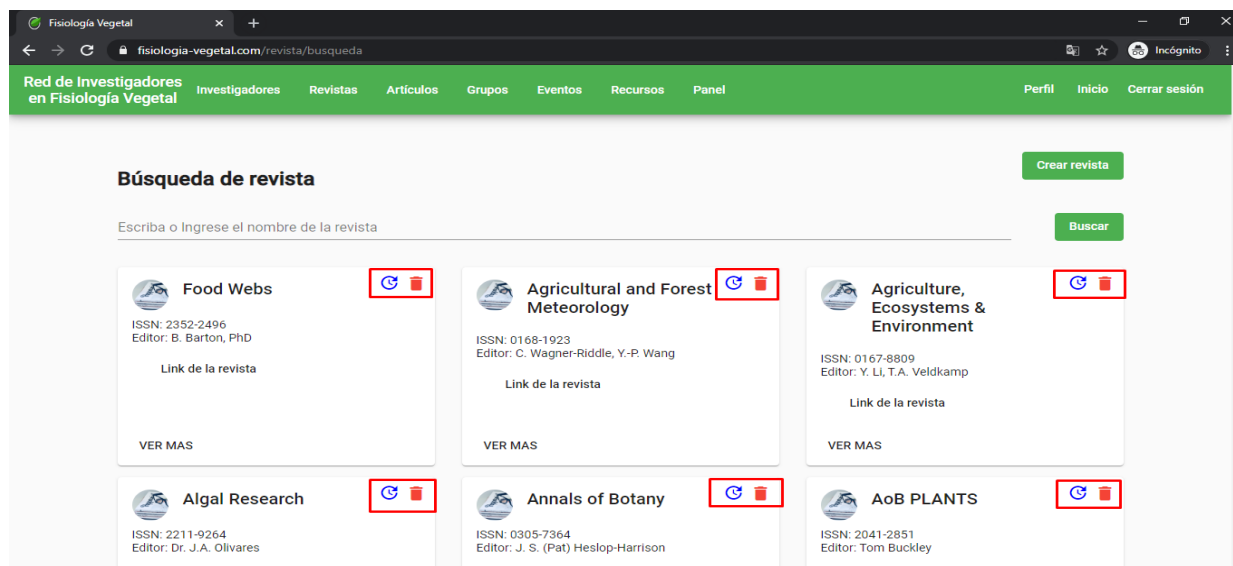 Fisiología Vegetal
fisiologia-vegetal.com/revista/busqueda
Incógnito
Red de Investigadores
en Fisiología Vegetal
Investigadores Revistas Artículos Grupos Eventos Recursos Panel
Perfil Inicio Cerrar sesión
Crear revista
Búsqueda de revista
Escriba o Ingrese el nombre de la revista
Buscar
Food Webs
ISSN: 2352-2496
Editor: B. Barton, PhD
Link de la revista
VER MAS
Agricultural and Forest
Meteorology
ISSN: 0168-1923
Editor: C. Wagner-Riddle, Y.-P. Wang
Link de la revista
VER MAS
Agriculture,
Ecosystems &
Environment
ISSN: 0167-8809
Editor: Y. Li, T.A. Veldkamp
Link de la revista
VER MAS
Algal Research
ISSN: 2211-9264
Editor: Dr. J.A. Olivares
Annals of Botany
ISSN: 0305-7364
Editor: J. S. (Pat) Heslop-Harrison
AoB PLANTS
ISSN: 2041-2851
Editor: Tom Buckley